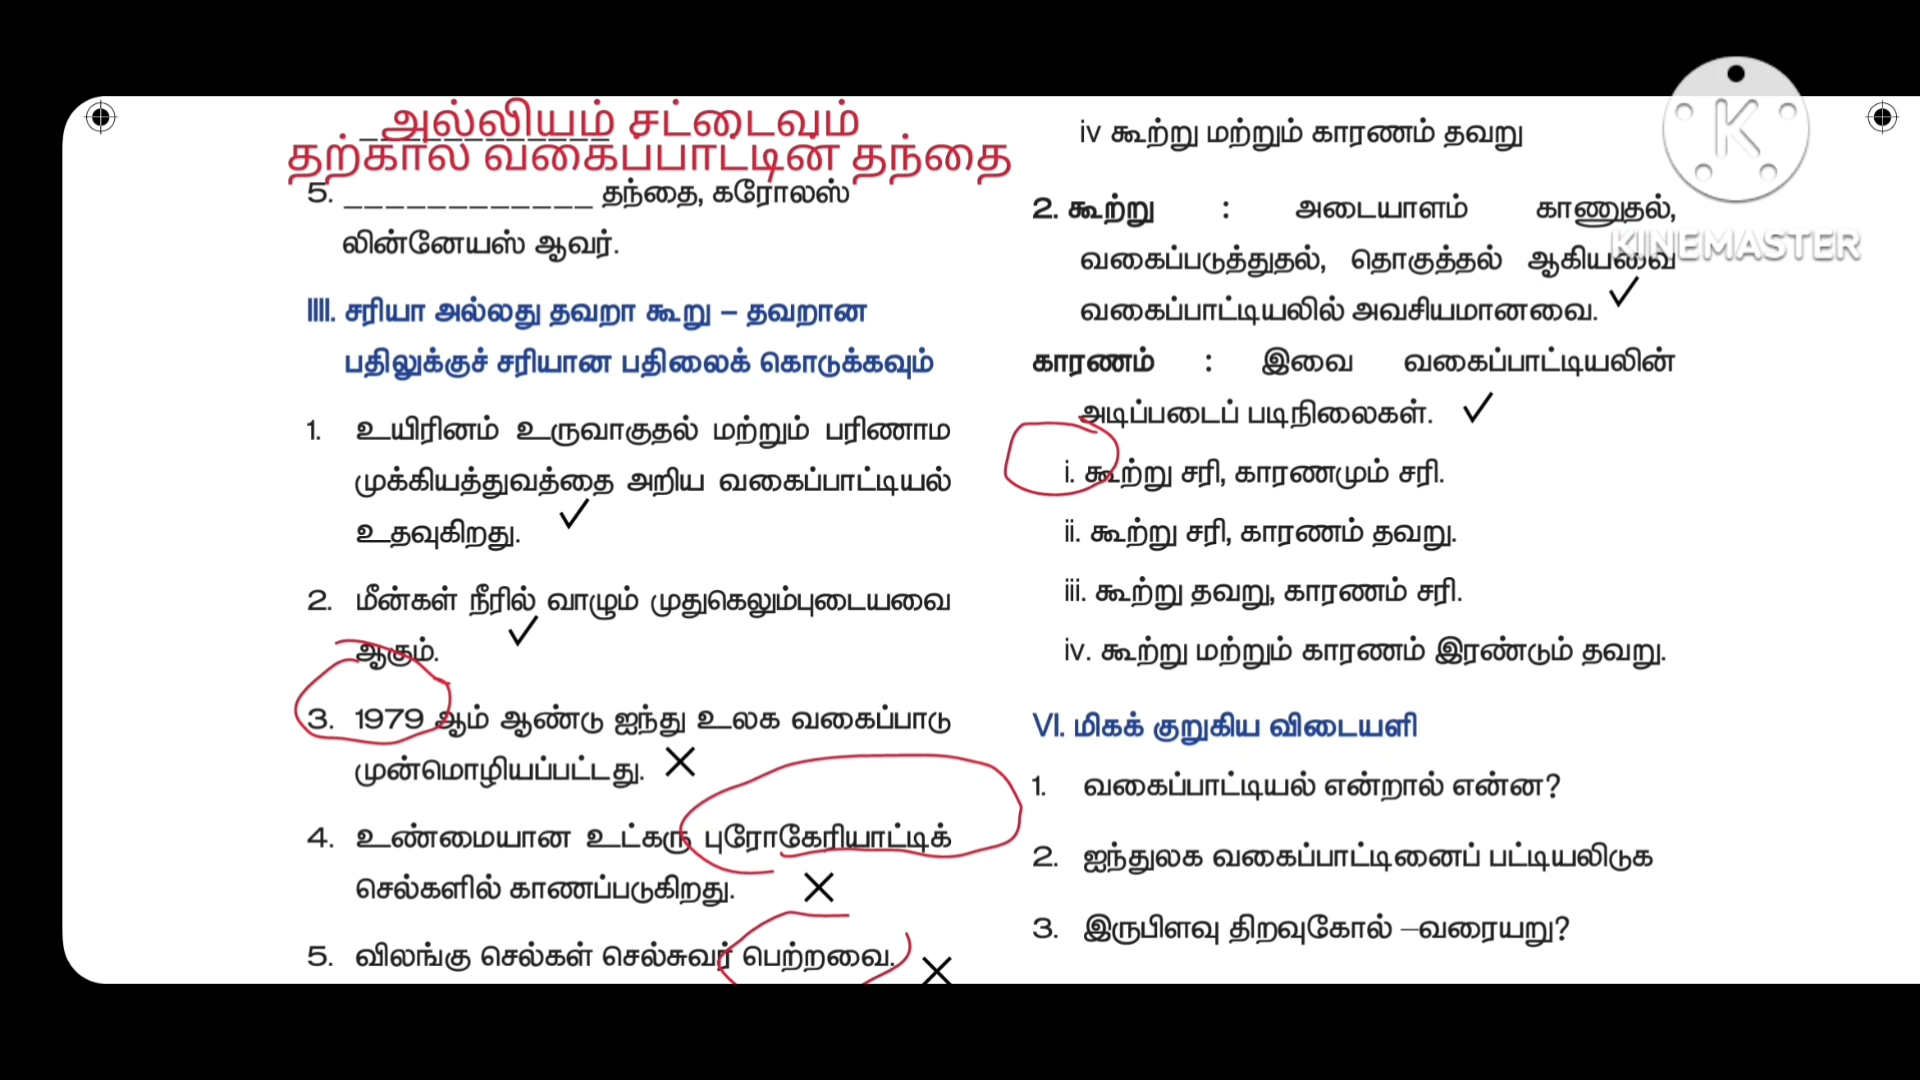 அல்லியம் சட்டைவம்
தற்கால வகைப்பாட்டின் தந்தை
5. ____________ தந்தை, கரோலஸ்
லின்னேயஸ் ஆவர்.
IIII. சரியா அல்லது தவறா கூறு – தவறான
பதிலுக்குச் சரியான பதிலைக் கொடுக்கவும்
1. உயிரினம் உருவாகுதல் மற்றும் பரிணாம
முக்கியத்துவத்தை அறிய வகைப்பாட்டியல்
உதவுகிறது. ✓
2. மீன்கள் நீரில் வாழும் முதுகெலும்புடையவை
ஆகும். ✓
3. 1979 ஆம் ஆண்டு ஐந்து உலக வகைப்பாடு
முன்மொழியப்பட்டது. ✕
4. உண்மையான உட்கரு புரோகேரியாட்டிக்
செல்களில் காணப்படுகிறது. ✕
5. விலங்கு செல்கள் செல்சுவர் பெற்றவை. ✕
iv கூற்று மற்றும் காரணம் தவறு
2. கூற்று : அடையாளம் காணுதல்,
வகைப்படுத்துதல், தொகுத்தல் ஆகியவை
வகைப்பாட்டியலில் அவசியமானவை. ✓
காரணம் : இவை வகைப்பாட்டியலின்
அடிப்படைப் படிநிலைகள். ✓
i. கூற்று சரி, காரணமும் சரி.
ii. கூற்று சரி, காரணம் தவறு.
iii. கூற்று தவறு, காரணம் சரி.
iv. கூற்று மற்றும் காரணம் இரண்டும் தவறு.
VI. மிகக் குறுகிய விடையளி
1. வகைப்பாட்டியல் என்றால் என்ன?
2. ஐந்துலக வகைப்பாட்டினைப் பட்டியலிடுக
3. இருபிளவு திறவுகோல் –வரையறு?
K
KINEMASTER